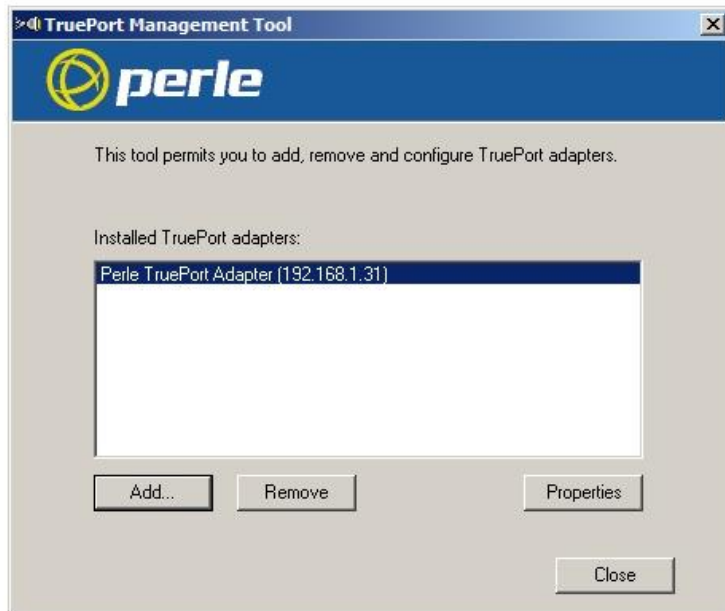 TruePort Management Tool
perle
This tool permits you to add, remove and configure TruePort adapters.
Installed TruePort adapters:
Perle TruePort Adapter (192.168.1.31)
Add...
Remove
Properties
Close